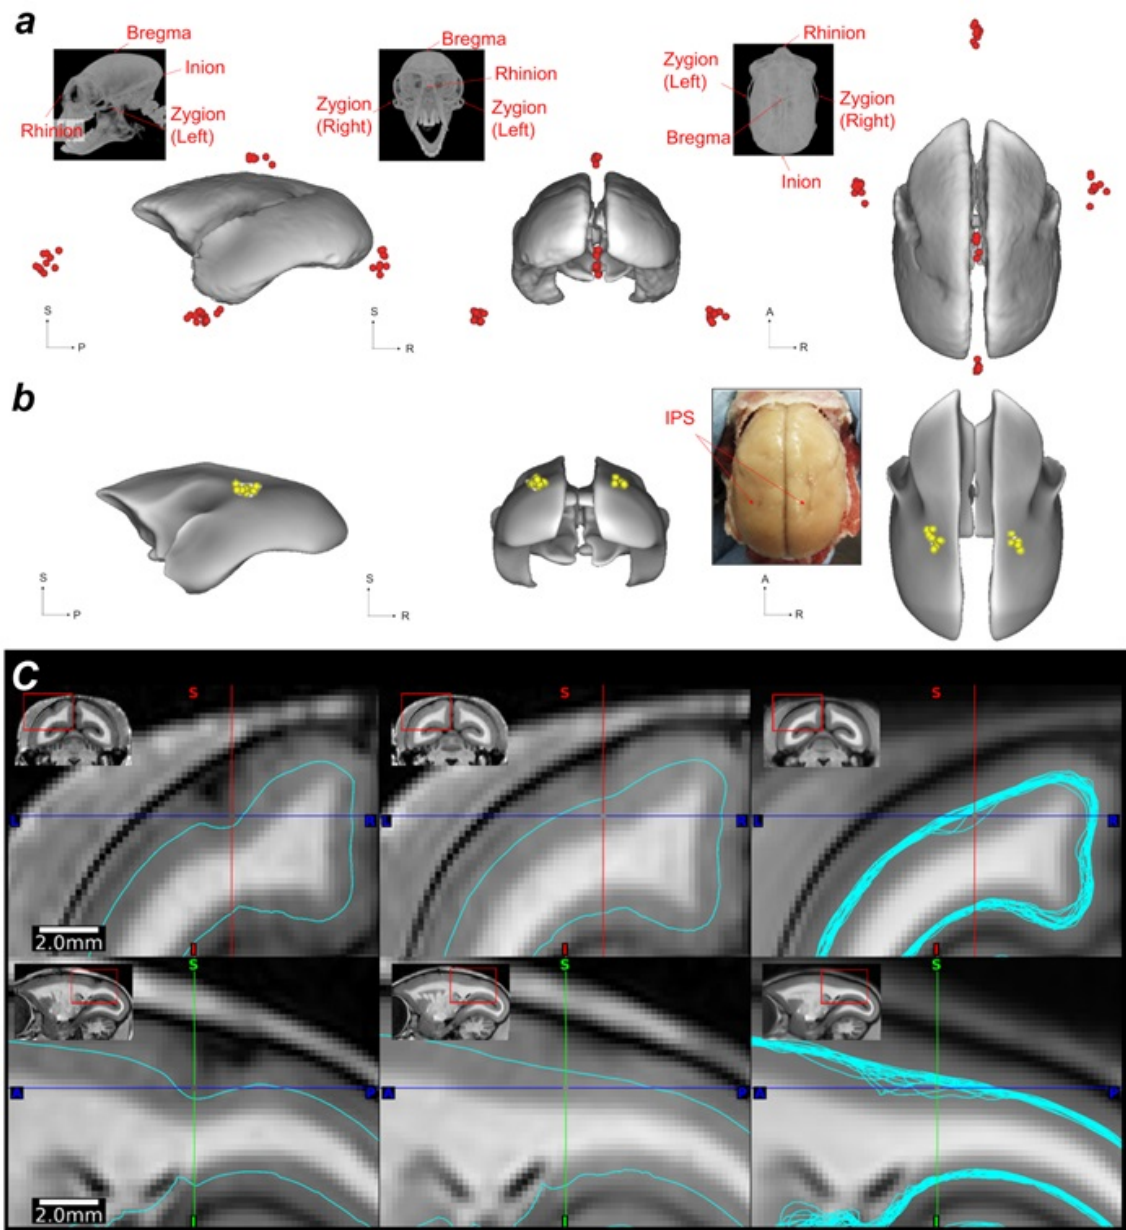 a
Bregma
Inion
Rhinion
Zygion
(Left)
Bregma
Rhinion
Zygion
(Right)
Zygion
(Left)
Rhinion
Zygion
(Left)
Zygion
(Right)
Bregma
Inion
S
P
S
R
A
R
b
IPS
S
P
S
R
A
R
C
S
S
S
L
R
L
R
L
R
2.0mm
I
I
I
S
S
S
A
P
A
P
A
P
2.0mm
I
I
I